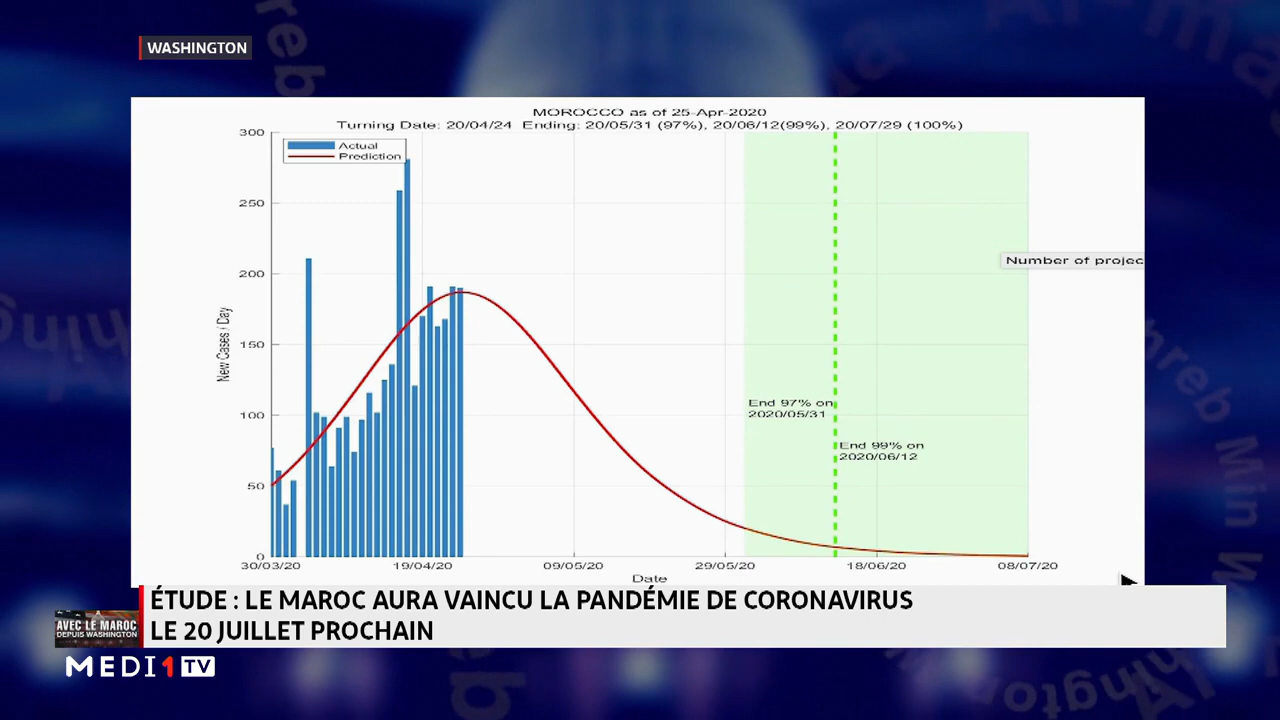 WASHINGTON
MOROCCO as of 25-Apr-2020
Turning Date: 20/04/24 Ending: 20/05/31 (97%), 20/06/12(99%), 20/07/29 (100%)
300
250
200
150
100
50
0
Actual
Prediction
New Cases / Day
Number of projec
End 97% on
2020/05/31
End 99% on
2020/06/12
30/03/20 19/04/20 09/05/20 29/05/20 18/06/20 08/07/20
Date
ÉTUDE : LE MAROC AURA VAINCU LA PANDÉMIE DE CORONAVIRUS
LE 20 JUILLET PROCHAIN
AVEC LE MAROC
DEPUIS WASHINGTON
MEDI1TV